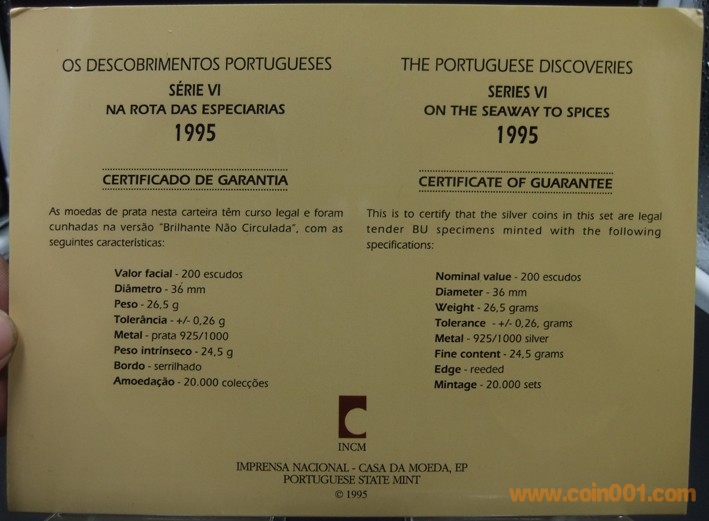 OS DESCOBRIMENTOS PORTUGUESES
SÉRIE VI
NA ROTA DAS ESPECIARIAS
1995
CERTIFICADO DE GARANTIA
As moedas de prata nesta carteira têm curso legal e foram
cunhadas na versão "Brilhante Não Circulada", com as
seguintes características:
Valor facial - 200 escudos
Diâmetro - 36 mm
Peso - 26,5 g
Tolerância - +/- 0,26 g
Metal - prata 925/1000
Peso intrínseco - 24,5 g
Bordo - serrilhado
Amoedação - 20.000 colecções
THE PORTUGUESE DISCOVERIES
SERIES VI
ON THE SEAWAY TO SPICES
1995
CERTIFICATE OF GUARANTEE
This is to certify that the silver coins in this set are legal
tender BU specimens minted with the following
specifications:
Nominal value - 200 escudos
Diameter - 36 mm
Weight - 26,5 grams
Tolerance - +/- 0,26, grams
Metal - 925/1000 silver
Fine content - 24,5 grams
Edge - reeded
Mintage - 20.000 sets
INCM
IMPRENSA NACIONAL - CASA DA MOEDA, EP
PORTUGUESE STATE MINT
© 1995
www.coin001.com